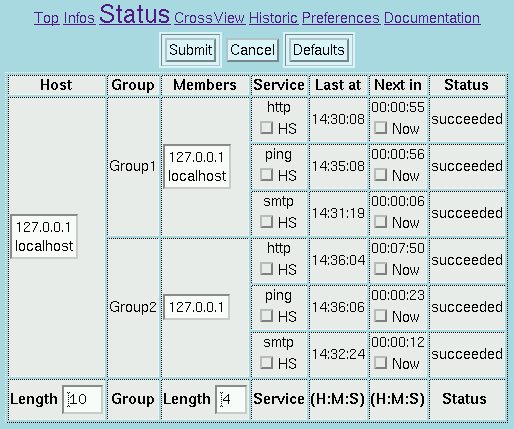 Top Infos Status CrossView Historic Preferences Documentation
Submit Cancel Defaults
Host Group Members Service Last at Next in Status
127.0.0.1
localhost
Group1
127.0.0.1
localhost
http
HS
14:30:08
00:00:55
Now
succeeded
ping
HS
14:35:08
00:00:56
Now
succeeded
smtp
HS
14:31:19
00:00:06
Now
succeeded
Group2
127.0.0.1
http
HS
14:36:04
00:07:50
Now
succeeded
ping
HS
14:36:06
00:00:23
Now
succeeded
smtp
HS
14:32:24
00:00:12
Now
succeeded
Length 10 Group Length 4 Service (H:M:S) (H:M:S) Status